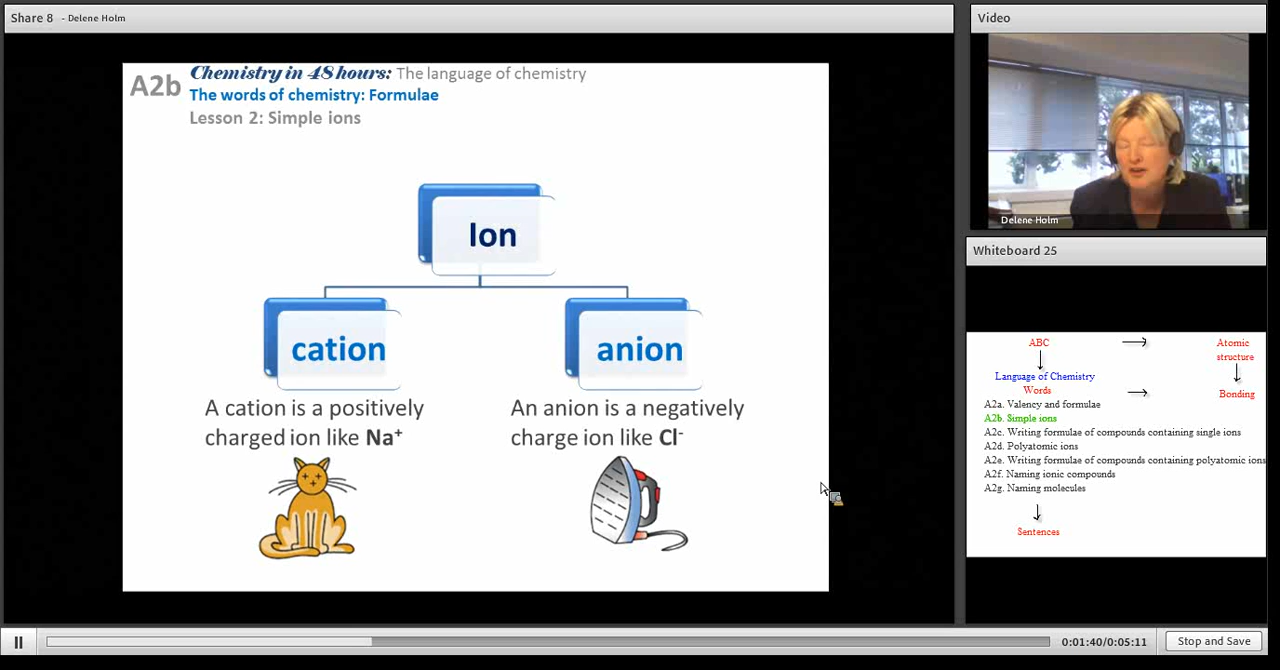 Share 8 - Delene Holm
A2b
Chemistry in 48 hours: The language of chemistry
The words of chemistry: Formulae
Lesson 2: Simple ions
Ion
cation
anion
A cation is a positively
charged ion like Na⁺
An anion is a negatively
charge ion like Cl⁻
Video
Delene Holm
Whiteboard 25
ABC → Atomic
structure
↓ ↓
Language of Chemistry
Words → Bonding
A2a. Valency and formulae
A2b. Simple ions
A2c. Writing formulae of compounds containing single ions
A2d. Polyatomic ions
A2e. Writing formulae of compounds containing polyatomic ions
A2f. Naming ionic compounds
A2g. Naming molecules
↓
Sentences
0:01:40/0:05:11
Stop and Save